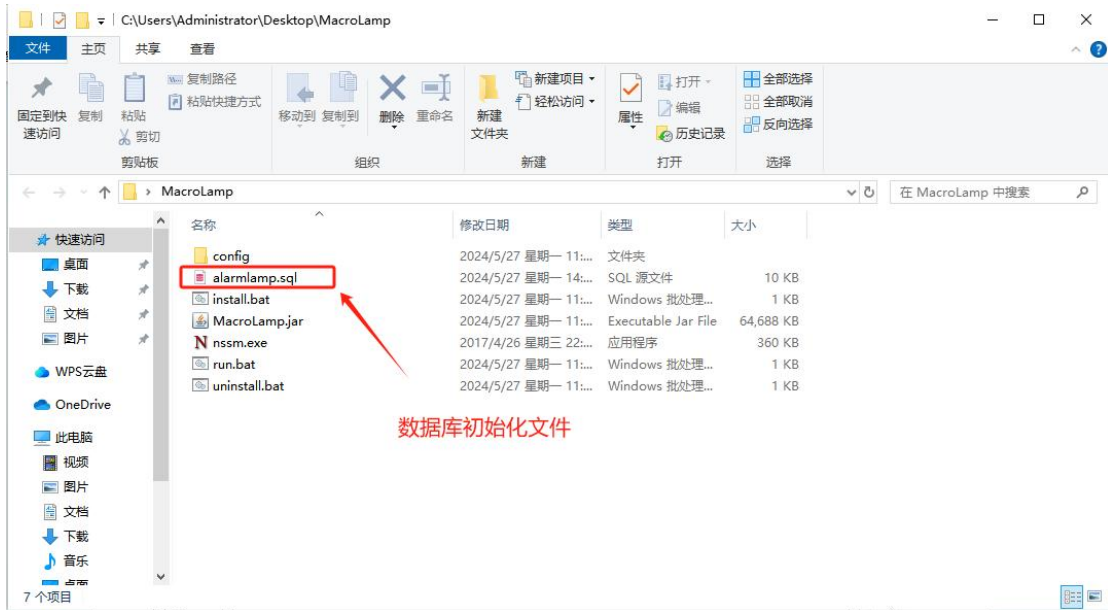 C:\Users\Administrator\Desktop\MacroLamp
文件 主页 共享 查看
固定到快速访问
复制
粘贴
复制路径
粘贴快捷方式
剪切
剪贴板
移动到 复制到 删除 重命名
组织
新建文件夹
新建项目
轻松访问
新建
属性
打开
编辑
历史记录
打开
全部选择
全部取消
反向选择
选择
MacroLamp
在 MacroLamp 中搜索
快速访问
桌面
下载
文档
图片
WPS云盘
OneDrive
此电脑
视频
图片
文档
下载
音乐
桌面
名称 修改日期 类型 大小
config 2024/5/27 星期一 11:... 文件夹
alarmlamp.sql 2024/5/27 星期一 14:... SQL 源文件 10 KB
install.bat 2024/5/27 星期一 11:... Windows 批处理... 1 KB
MacroLamp.jar 2024/5/27 星期一 11:... Executable Jar File 64,688 KB
nssm.exe 2017/4/26 星期三 22:... 应用程序 360 KB
run.bat 2024/5/27 星期一 11:... Windows 批处理... 1 KB
uninstall.bat 2024/5/27 星期一 11:... Windows 批处理... 1 KB
数据库初始化文件
7 个项目